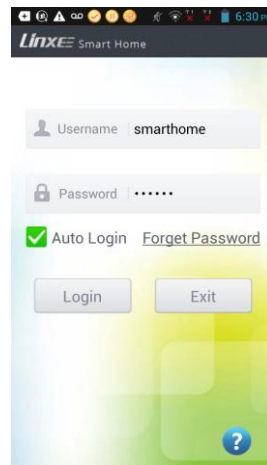 6:30 P
LinXEE Smart Home
Username smarthome
Password ••••••
Auto Login Forget Password
Login Exit
?